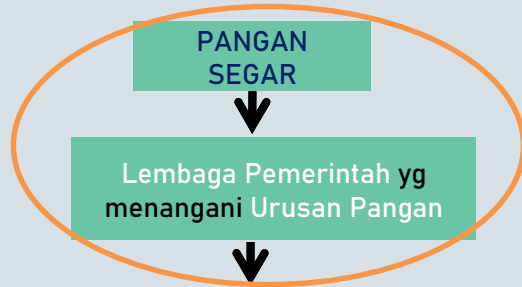 PANGAN
SEGAR
Lembaga Pemerintah yg
menangani Urusan Pangan